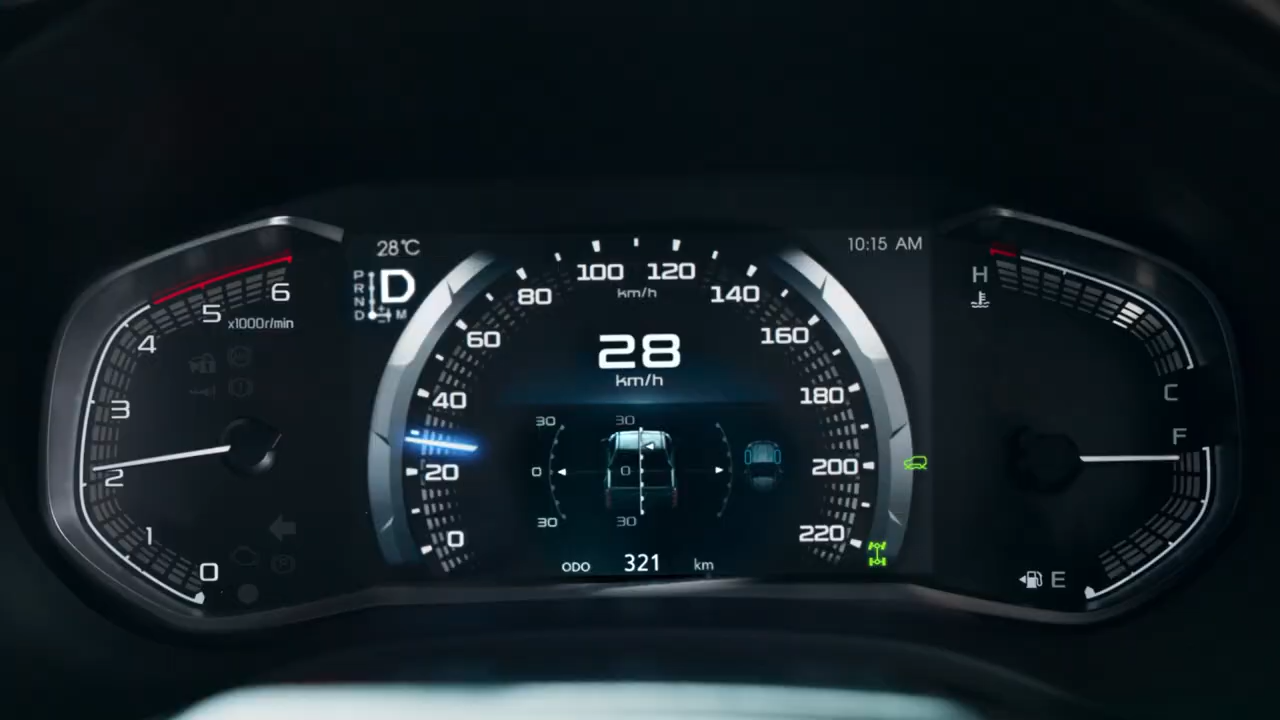 28℃
10:15 AM
P
R
N
D
D
M
6
5
x1000r/min
4
3
2
1
0
100
120
km/h
80
140
60
160
40
180
20
200
0
220
28
km/h
30
30
0
0
30
30
ODO 321 km
H
C
F
E